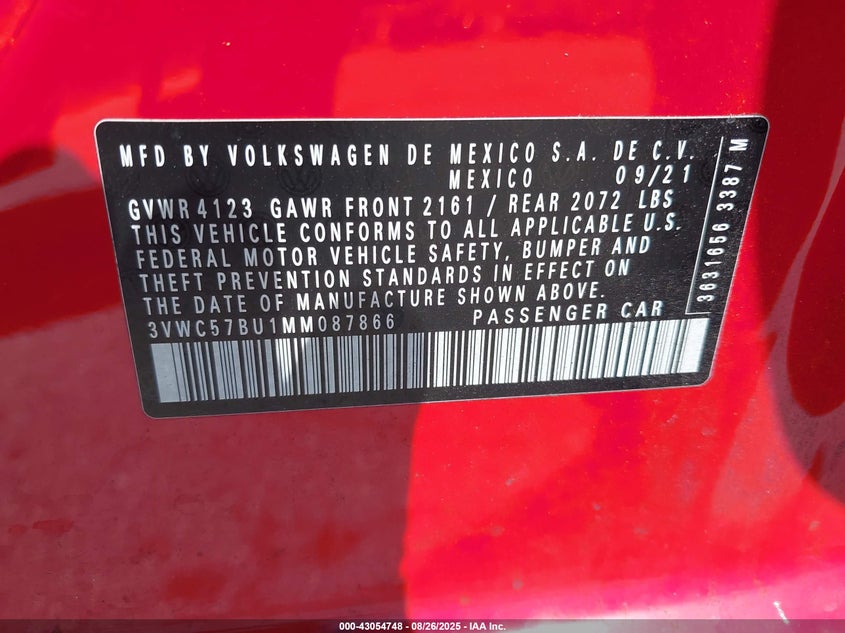 MFD BY VOLKSWAGEN DE MEXICO S.A. DE C.V.
MEXICO 09/21
GVWR 4123 GAWR FRONT 2161 / REAR 2072 LBS
THIS VEHICLE CONFORMS TO ALL APPLICABLE U.S.
FEDERAL MOTOR VEHICLE SAFETY, BUMPER AND
THEFT PREVENTION STANDARDS IN EFFECT ON
THE DATE OF MANUFACTURE SHOWN ABOVE.
3VWC57BU1MM087866 PASSENGER CAR
3631656 3387 M
000-43054748 - 08/26/2025 - IAA Inc.